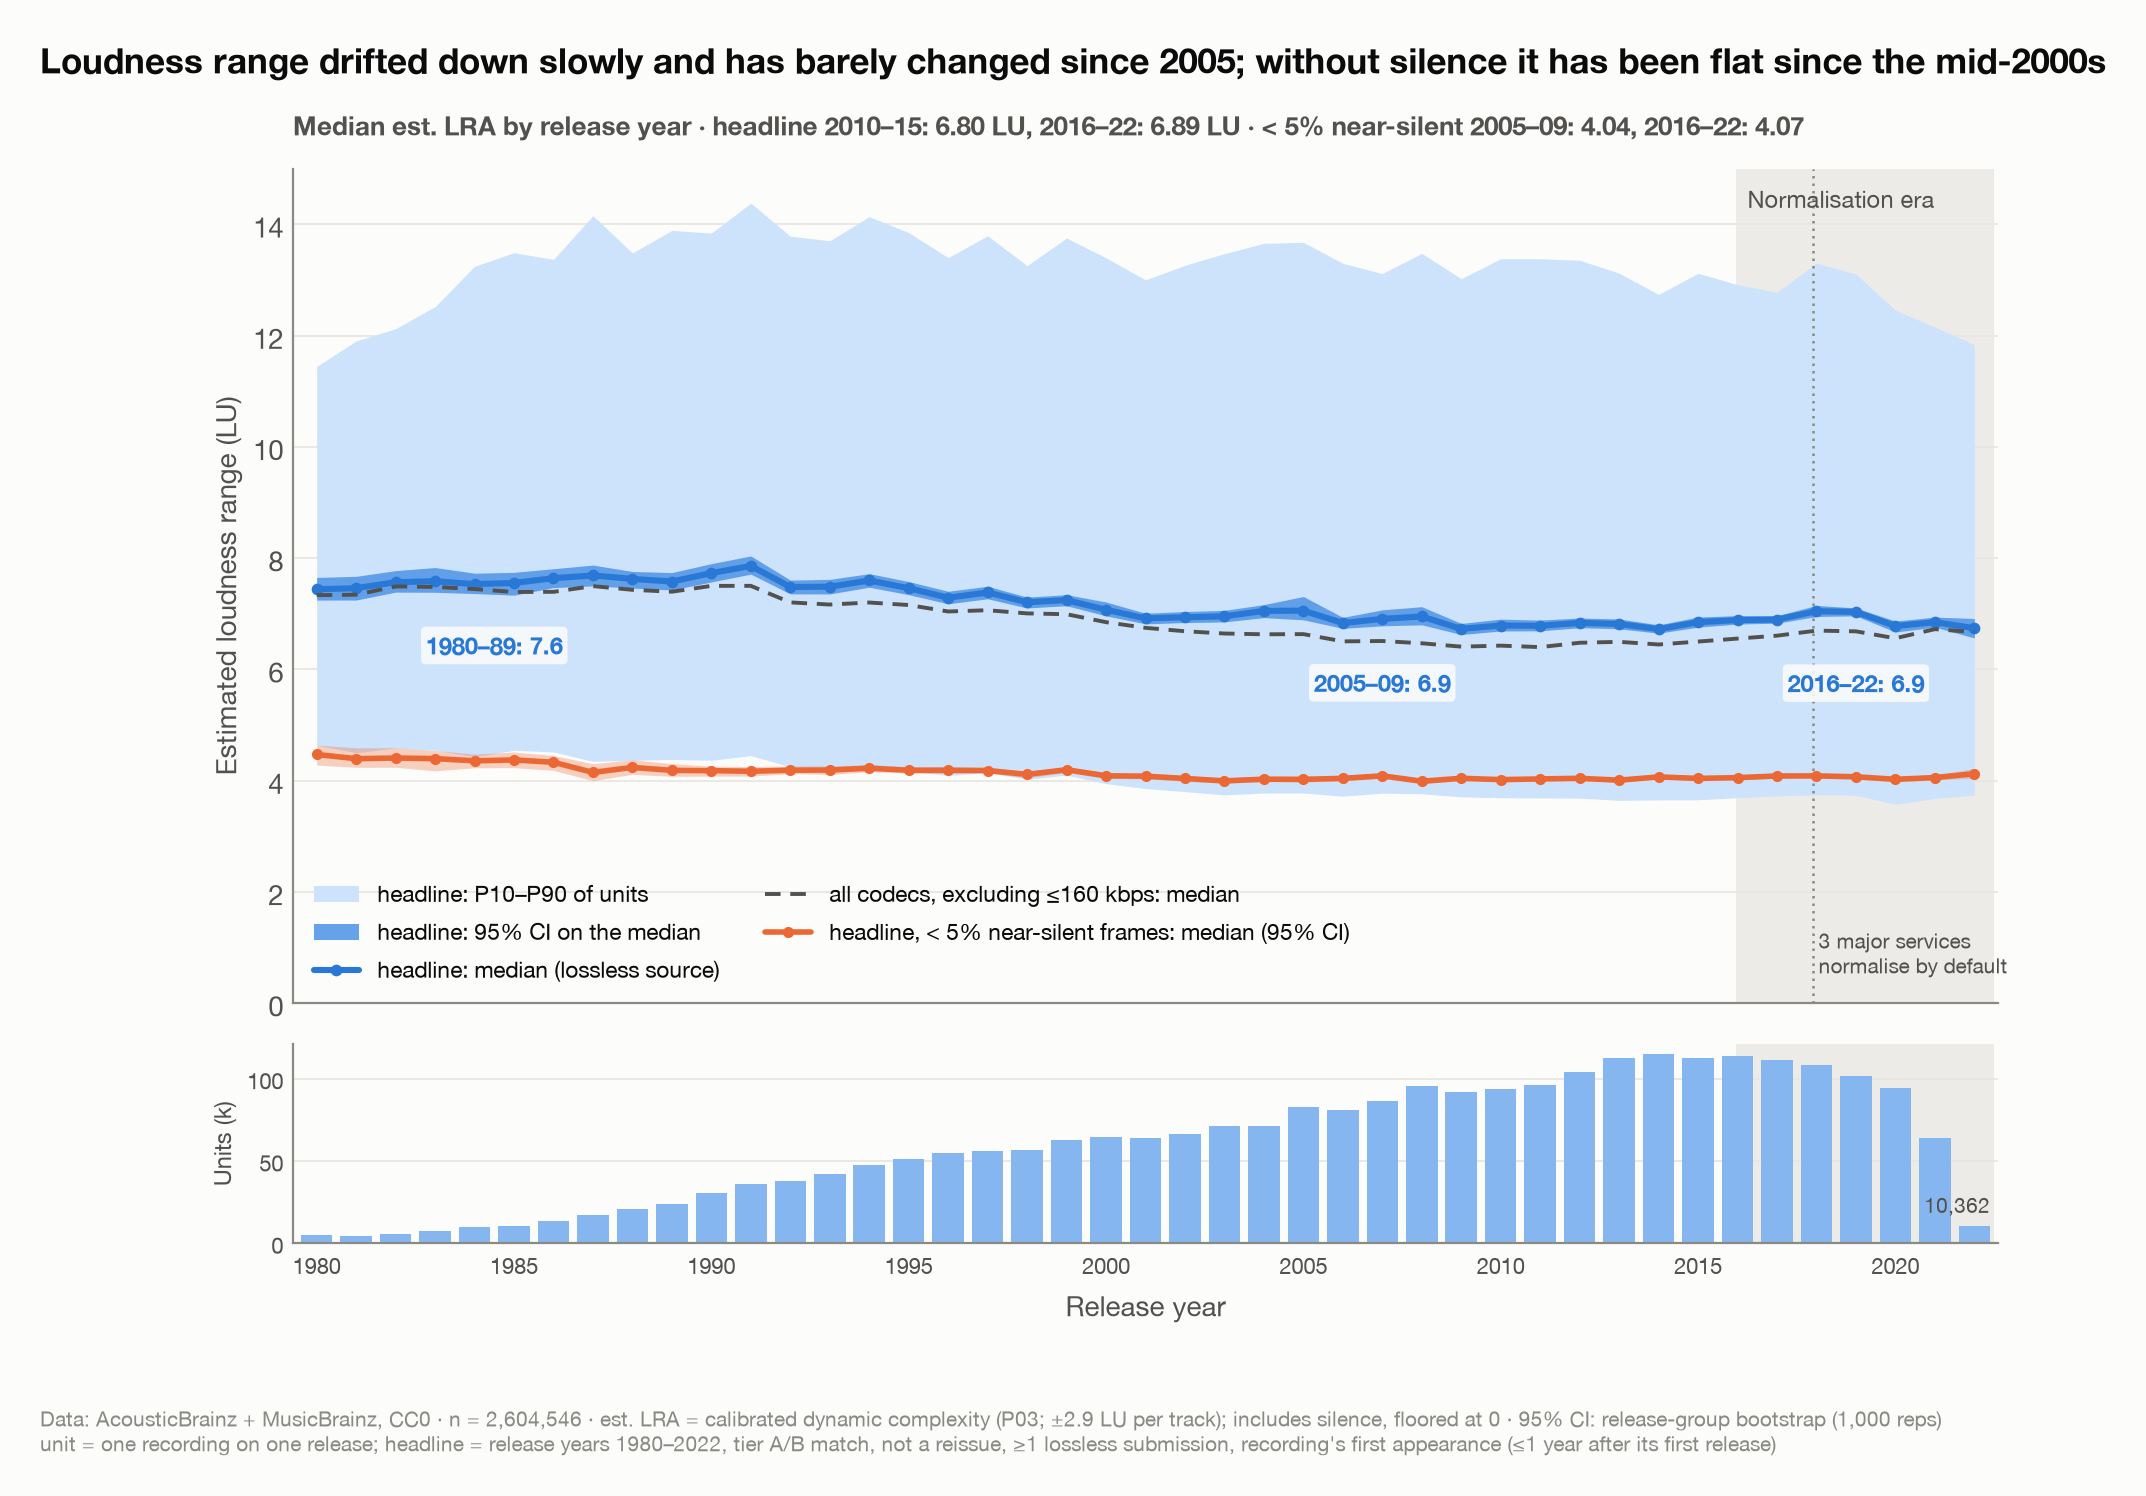 Loudness range drifted down slowly and has barely changed since 2005; without silence it has been flat since the mid-2000s
Median est. LRA by release year · headline 2010–15: 6.80 LU, 2016–22: 6.89 LU · < 5% near-silent 2005–09: 4.04, 2016–22: 4.07
Normalisation era
14
12
10
8
6
4
2
0
Estimated loudness range (LU)
1980–89: 7.6
2005–09: 6.9
2016–22: 6.9
headline: P10–P90 of units
headline: 95% CI on the median
headline: median (lossless source)
all codecs, excluding ≤160 kbps: median
headline, < 5% near-silent frames: median (95% CI)
3 major services
normalise by default
100
50
0
Units (k)
10,362
1980
1985
1990
1995
2000
2005
2010
2015
2020
Release year
Data: AcousticBrainz + MusicBrainz, CC0 · n = 2,604,546 · est. LRA = calibrated dynamic complexity (P03; ±2.9 LU per track); includes silence, floored at 0 · 95% CI: release-group bootstrap (1,000 reps)
unit = one recording on one release; headline = release years 1980–2022, tier A/B match, not a reissue, ≥1 lossless submission, recording's first appearance (≤1 year after its first release)